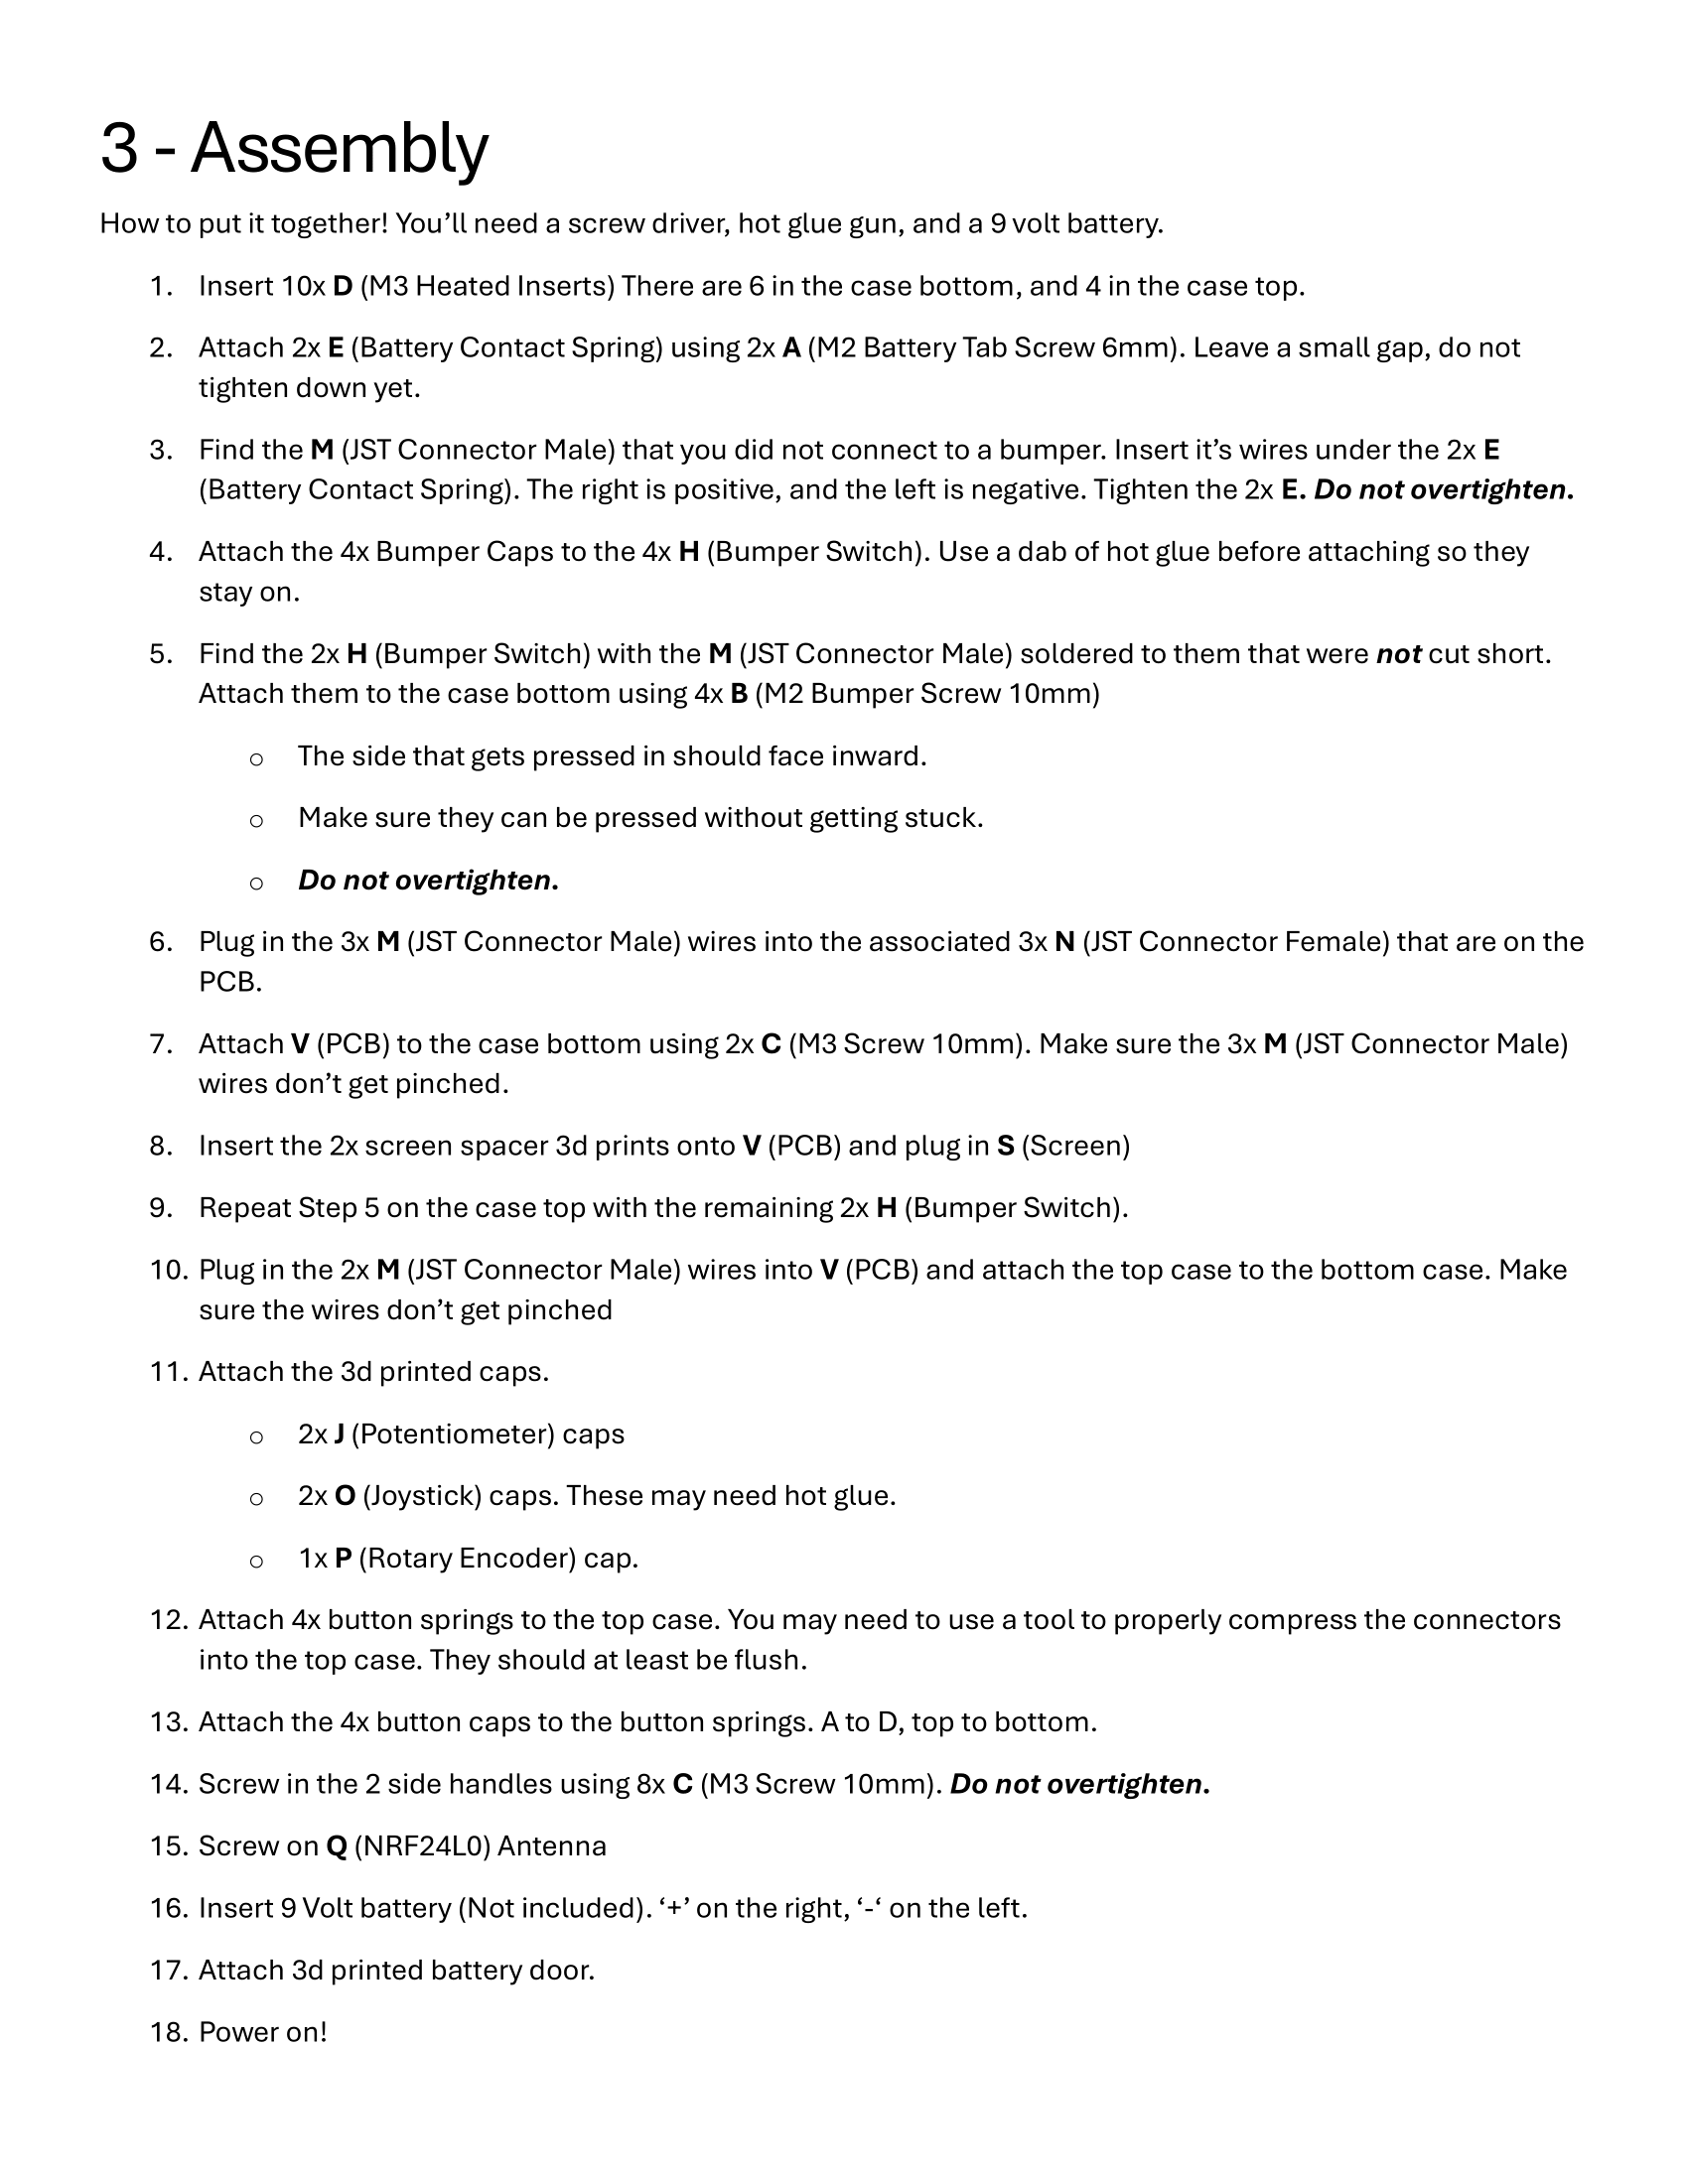 3 - Assembly
How to put it together! You’ll need a screw driver, hot glue gun, and a 9 volt battery.
1. Insert 10x D (M3 Heated Inserts) There are 6 in the case bottom, and 4 in the case top.
2. Attach 2x E (Battery Contact Spring) using 2x A (M2 Battery Tab Screw 6mm). Leave a small gap, do not
tighten down yet.
3. Find the M (JST Connector Male) that you did not connect to a bumper. Insert it’s wires under the 2x E
(Battery Contact Spring). The right is positive, and the left is negative. Tighten the 2x E. Do not overtighten.
4. Attach the 4x Bumper Caps to the 4x H (Bumper Switch). Use a dab of hot glue before attaching so they
stay on.
5. Find the 2x H (Bumper Switch) with the M (JST Connector Male) soldered to them that were not cut short.
Attach them to the case bottom using 4x B (M2 Bumper Screw 10mm)
o The side that gets pressed in should face inward.
o Make sure they can be pressed without getting stuck.
o Do not overtighten.
6. Plug in the 3x M (JST Connector Male) wires into the associated 3x N (JST Connector Female) that are on the
PCB.
7. Attach V (PCB) to the case bottom using 2x C (M3 Screw 10mm). Make sure the 3x M (JST Connector Male)
wires don’t get pinched.
8. Insert the 2x screen spacer 3d prints onto V (PCB) and plug in S (Screen)
9. Repeat Step 5 on the case top with the remaining 2x H (Bumper Switch).
10. Plug in the 2x M (JST Connector Male) wires into V (PCB) and attach the top case to the bottom case. Make
sure the wires don’t get pinched
11. Attach the 3d printed caps.
o 2x J (Potentiometer) caps
o 2x O (Joystick) caps. These may need hot glue.
o 1x P (Rotary Encoder) cap.
12. Attach 4x button springs to the top case. You may need to use a tool to properly compress the connectors
into the top case. They should at least be flush.
13. Attach the 4x button caps to the button springs. A to D, top to bottom.
14. Screw in the 2 side handles using 8x C (M3 Screw 10mm). Do not overtighten.
15. Screw on Q (NRF24L0) Antenna
16. Insert 9 Volt battery (Not included). ‘+’ on the right, ‘-‘ on the left.
17. Attach 3d printed battery door.
18. Power on!